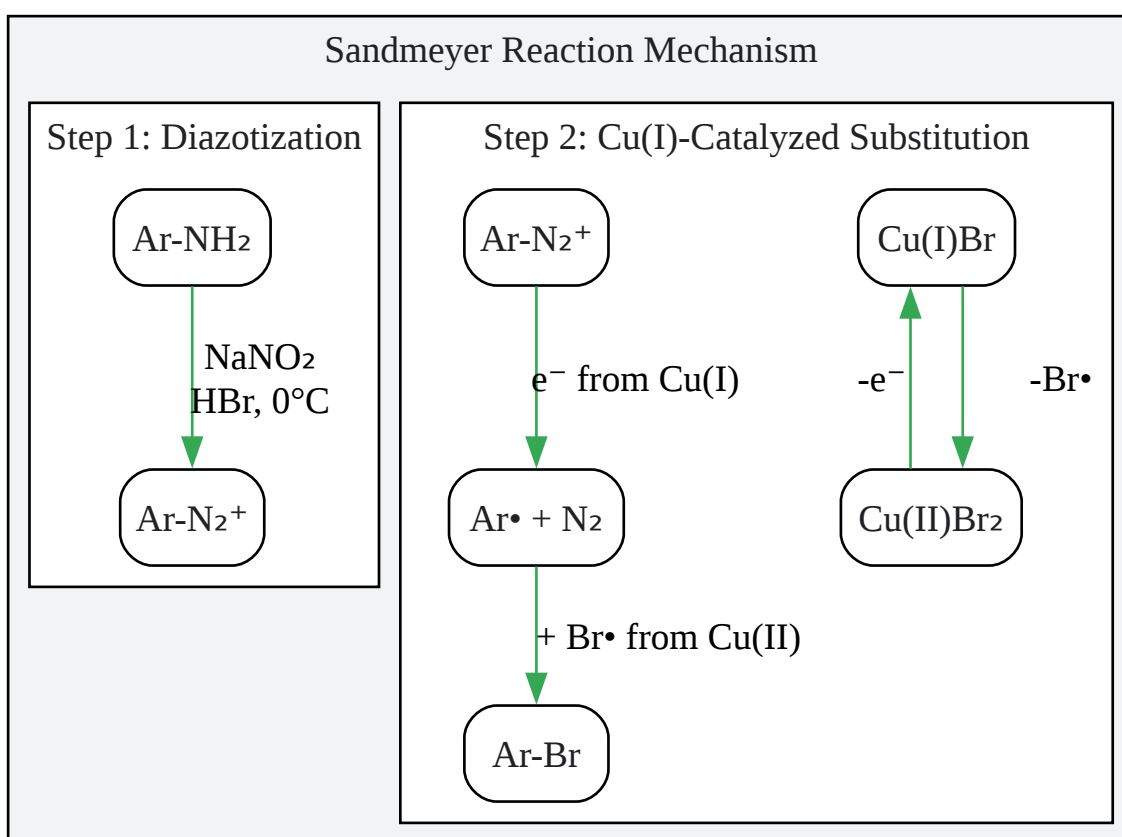 Sandmeyer Reaction Mechanism
Step 1: Diazotization
Ar-NH₂
NaNO₂
HBr, 0°C
Ar-N₂⁺
Step 2: Cu(I)-Catalyzed Substitution
Ar-N₂⁺
e⁻ from Cu(I)
Ar• + N₂
+ Br• from Cu(II)
Ar-Br
Cu(I)Br
-e⁻
-Br•
Cu(II)Br₂